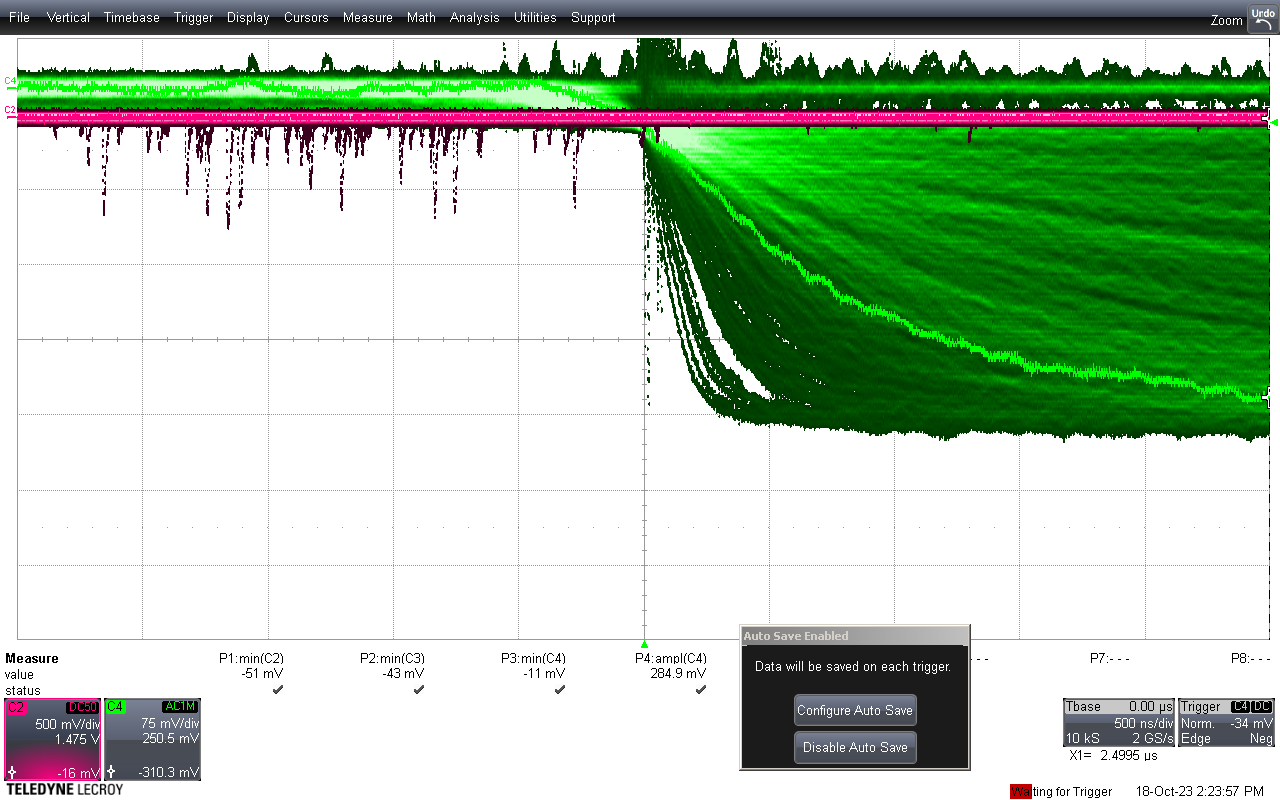 File Vertical Timebase Trigger Display Cursors Measure Math Analysis Utilities Support Zoom Undo
C4
C2
Measure P1:min(C2) P2:min(C3) P3:min(C4) P4:ampl(C4) - - - P7:- - - P8:- - -
value -51 mV -43 mV -11 mV 284.9 mV
status
Auto Save Enabled
Data will be saved on each trigger.
Configure Auto Save
Disable Auto Save
C2 DC50
500 mV/div
1.475 V
-16 mV
C4 AC1M
75 mV/div
250.5 mV
-310.3 mV
Tbase 0.00 µs
500 ns/div
10 kS 2 GS/s
Trigger C4 DC
Norm. -34 mV
Edge Neg
X1= 2.4995 µs
TELEDYNE LECROY
Waiting for Trigger 18-Oct-23 2:23:57 PM